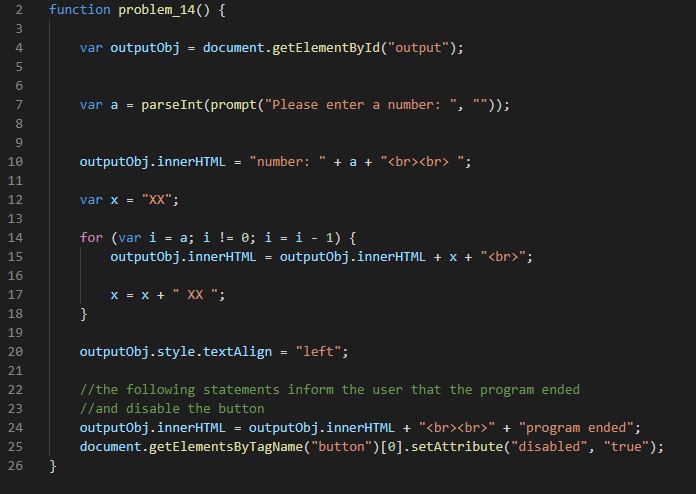 2 function problem_14() {
3
4 var outputObj = document.getElementById("output");
5
6
7 var a = parseInt(prompt("Please enter a number: ", ""));
8
9
10 outputObj.innerHTML = "number: " + a + "<br><br> ";
11
12 var x = "XX";
13
14 for (var i = a; i != 0; i = i - 1) {
15 outputObj.innerHTML = outputObj.innerHTML + x + "<br>";
16
17 x = x + " XX ";
18 }
19
20 outputObj.style.textAlign = "left";
21
22 //the following statements inform the user that the program ended
23 //and disable the button
24 outputObj.innerHTML = outputObj.innerHTML + "<br><br>" + "program ended";
25 document.getElementsByTagName("button")[0].setAttribute("disabled", "true");
26 }